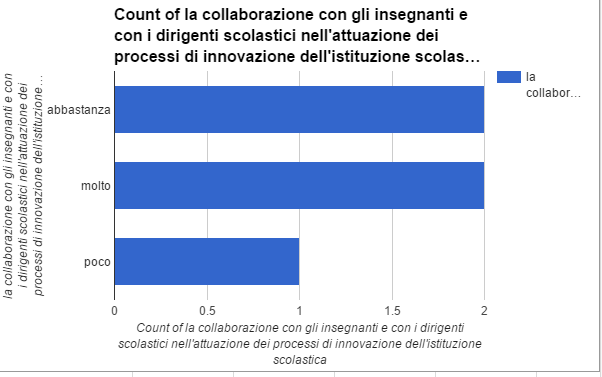 Count of la collaborazione con gli insegnanti e
con i dirigenti scolastici nell'attuazione dei
processi di innovazione dell'istituzione scolas…
la
collabor…
la collaborazione con gli insegnanti e con
i dirigenti scolastici nell'attuazione dei
processi di innovazione dell'istituzione…
abbastanza
molto
poco
0 0.5 1 1.5 2
Count of la collaborazione con gli insegnanti e con i dirigenti
scolastici nell'attuazione dei processi di innovazione dell'istituzione
scolastica